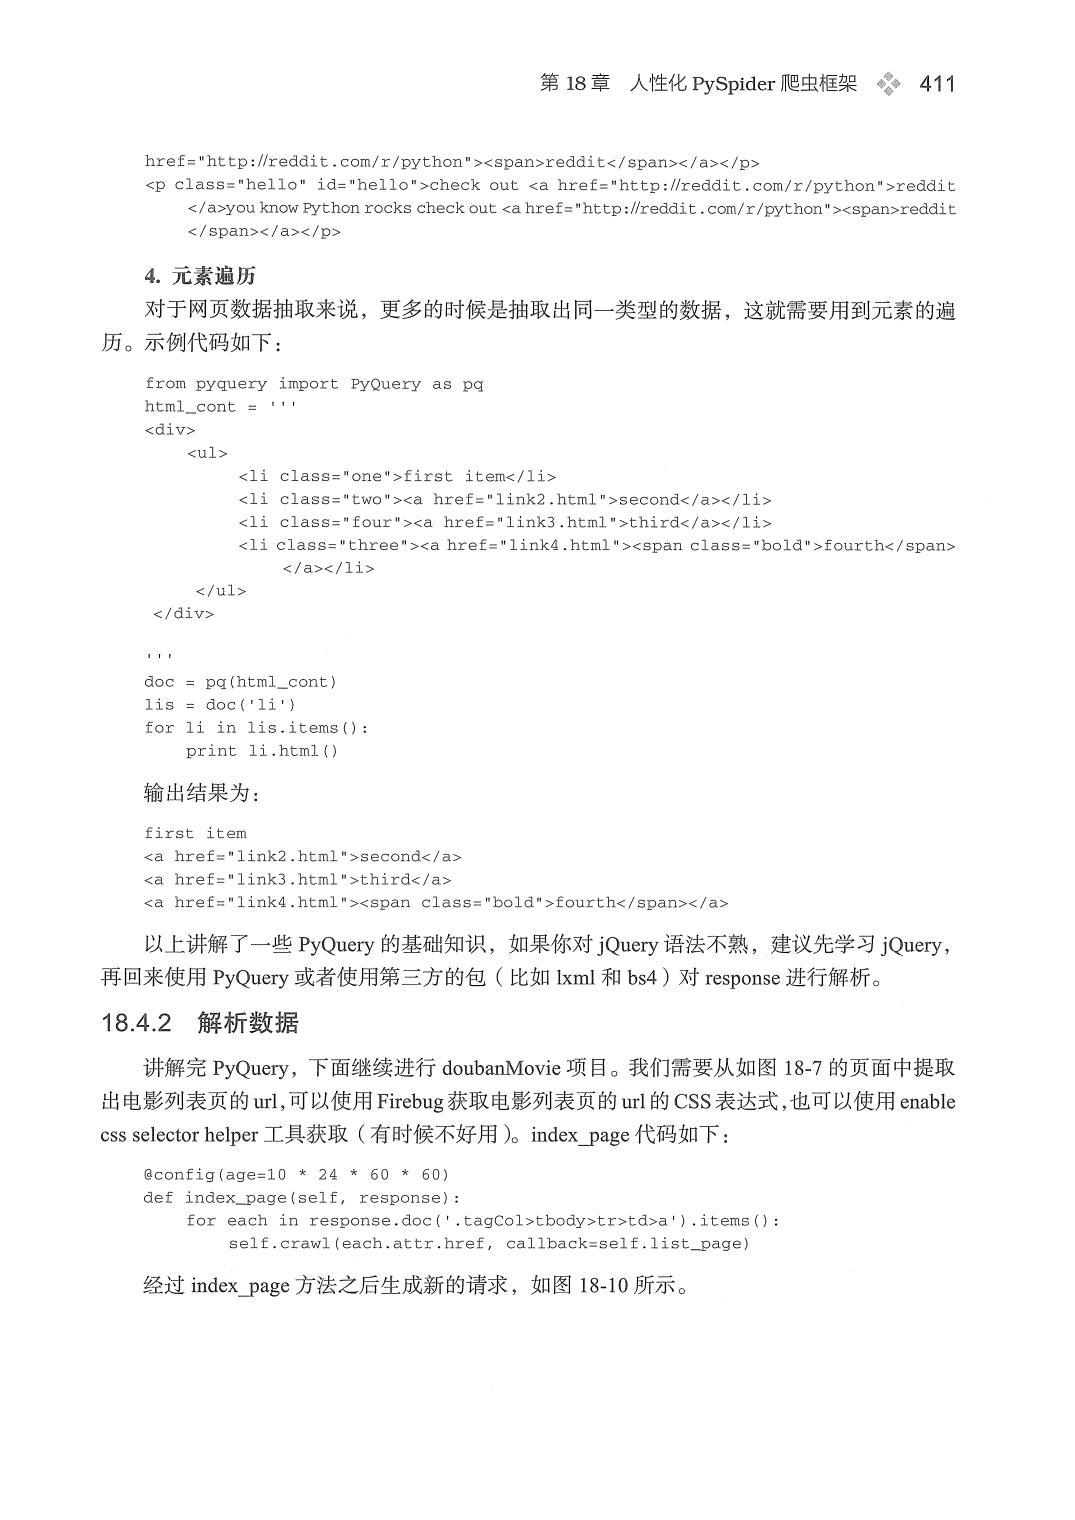 第 18 章 人性化 PySpider 爬虫框架 411
href="http://reddit.com/r/python"><span>reddit</span></a></p>
<p class="hello" id="hello">check out <a href="http://reddit.com/r/python">reddit
</a>you know Python rocks check out <a href="http://reddit.com/r/python"><span>reddit
</span></a></p>
4. 元素遍历
对于网页数据抽取来说，更多的时候是抽取出同一类型的数据，这就需要用到元素的遍
历。示例代码如下：
from pyquery import PyQuery as pq
html_cont = '''
<div>
<ul>
<li class="one">first item</li>
<li class="two"><a href="link2.html">second</a></li>
<li class="four"><a href="link3.html">third</a></li>
<li class="three"><a href="link4.html"><span class="bold">fourth</span>
</a></li>
</ul>
</div>
'''
doc = pq(html_cont)
lis = doc('li')
for li in lis.items():
print li.html()
输出结果为：
first item
<a href="link2.html">second</a>
<a href="link3.html">third</a>
<a href="link4.html"><span class="bold">fourth</span></a>
以上讲解了一些 PyQuery 的基础知识，如果你对 jQuery 语法不熟，建议先学习 jQuery，
再回来使用 PyQuery 或者使用第三方的包（比如 lxml 和 bs4）对 response 进行解析。
18.4.2 解析数据
讲解完 PyQuery，下面继续进行 doubanMovie 项目。我们需要从如图 18-7 的页面中提取
出电影列表页的 url，可以使用 Firebug 获取电影列表页的 url 的 CSS 表达式，也可以使用 enable
css selector helper 工具获取（有时候不好用）。index_page 代码如下：
@config(age=10 * 24 * 60 * 60)
def index_page(self, response):
for each in response.doc('.tagCol>tbody>tr>td>a').items():
self.crawl(each.attr.href, callback=self.list_page)
经过 index_page 方法之后生成新的请求，如图 18-10 所示。